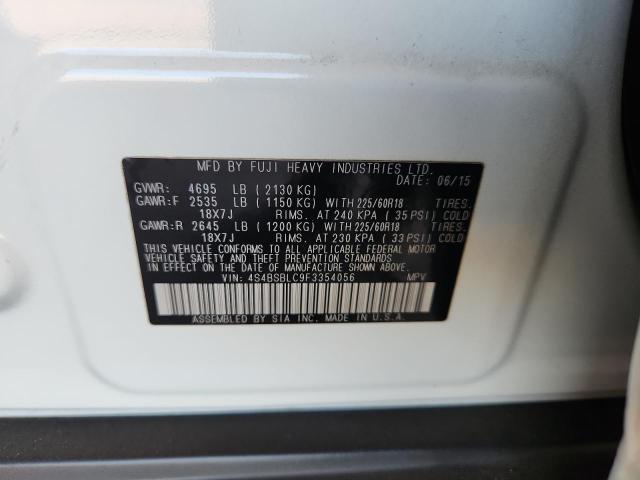 MFD BY FUJI HEAVY INDUSTRIES LTD.
DATE: 06/15
GVWR: 4695 LB (2130 KG)
GAWR:F 2535 LB (1150 KG) WITH 225/60R18 TIRES.
18X7J RIMS. AT 240 KPA (35 PSI) COLD
GAWR:R 2645 LB (1200 KG) WITH 225/60R18 TIRES.
18X7J RIMS. AT 230 KPA (33 PSI) COLD
THIS VEHICLE CONFORMS TO ALL APPLICABLE FEDERAL MOTOR
VEHICLE SAFETY AND THEFT PREVENTION STANDARDS
IN EFFECT ON THE DATE OF MANUFACTURE SHOWN ABOVE.
VIN: 4S4BSBLC9F3354056 MPV
ASSEMBLED BY SIA INC. MADE IN U.S.A.